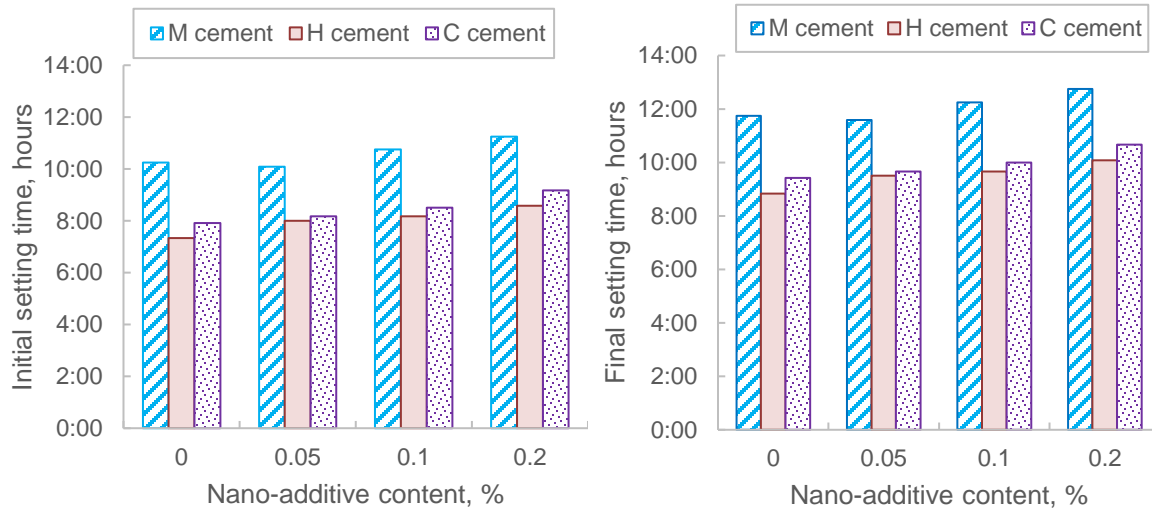 M cement H cement C cement
14:00
12:00
10:00
8:00
6:00
4:00
2:00
0:00
Initial setting time, hours
0 0.05 0.1 0.2
Nano-additive content, %
M cement H cement C cement
14:00
12:00
10:00
8:00
6:00
4:00
2:00
0:00
Final setting time, hours
0 0.05 0.1 0.2
Nano-additive content, %